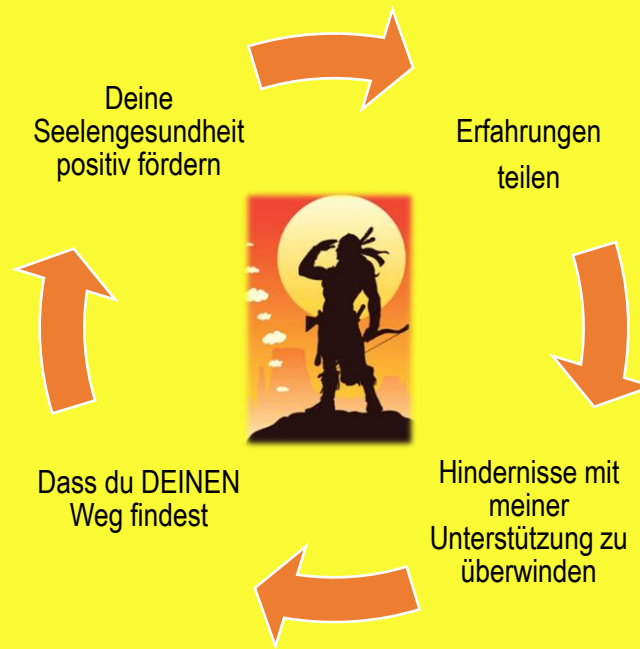 Deine
Seelengesundheit
positiv fördern
Erfahrungen
teilen
Hindernisse mit
meiner
Unterstützung zu
überwinden
Dass du DEINEN
Weg findest